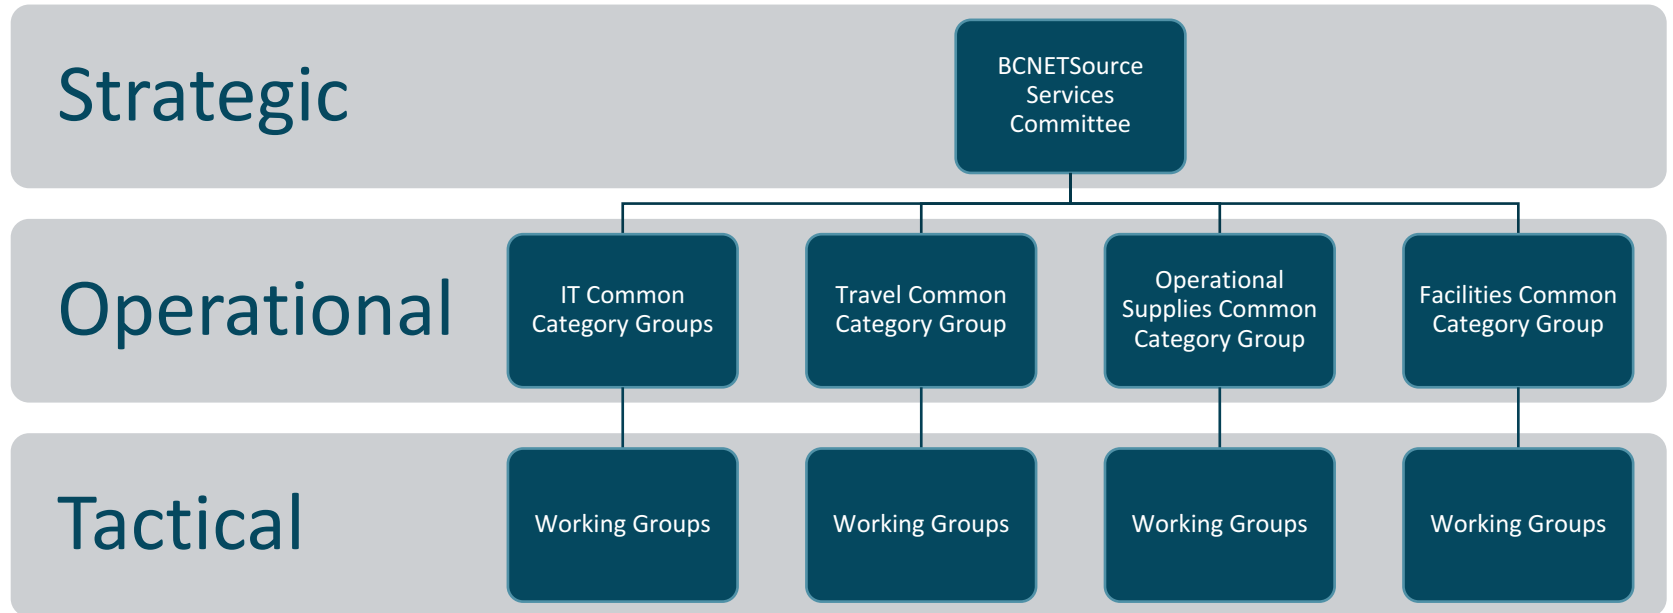 Strategic
BCNETSource
Services
Committee
Operational
IT Common
Category Groups
Travel Common
Category Group
Operational
Supplies Common
Category Group
Facilities Common
Category Group
Tactical
Working Groups
Working Groups
Working Groups
Working Groups